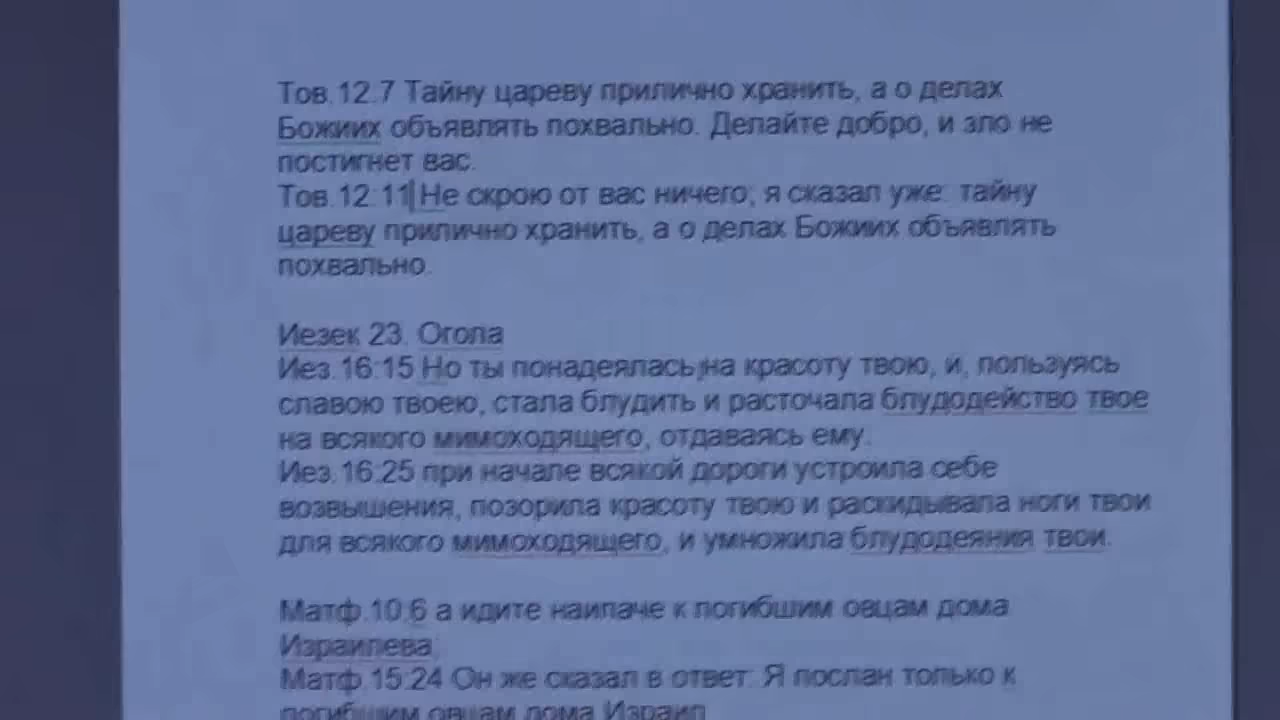 Тов.12:7 Тайну цареву прилично хранить, а о делах
Божиих объявлять похвально. Делайте добро, и зло не
постигнет вас.
Тов.12:11 Не скрою от вас ничего; я сказал уже: тайну
цареву прилично хранить, а о делах Божиих объявлять
похвально.
Иезек 23. Огола
Иез.16:15 Но ты понадеялась на красоту твою, и, пользуясь
славою твоею, стала блудить и расточала блудодейство твое
на всякого мимоходящего, отдаваясь ему.
Иез.16:25 при начале всякой дороги устроила себе
возвышения, позорила красоту твою и раскидывала ноги твои
для всякого мимоходящего, и умножила блудодеяния твои.
Матф.10:6 а идите наипаче к погибшим овцам дома
Израилева;
Матф.15:24 Он же сказал в ответ: Я послан только к
погибшим овцам дома Израил